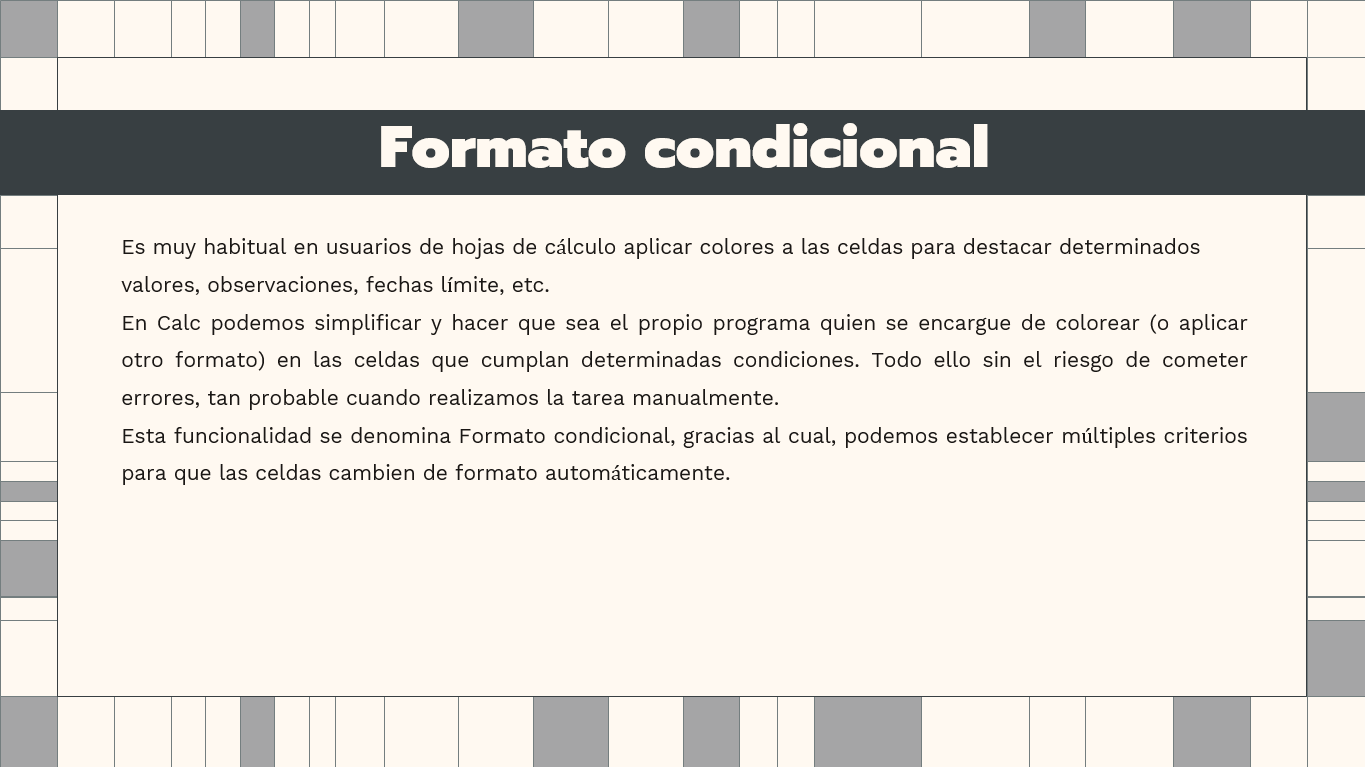 Formato condicional
Es muy habitual en usuarios de hojas de cálculo aplicar colores a las celdas para destacar determinados
valores, observaciones, fechas límite, etc.
En Calc podemos simplificar y hacer que sea el propio programa quien se encargue de colorear (o aplicar
otro formato) en las celdas que cumplan determinadas condiciones. Todo ello sin el riesgo de cometer
errores, tan probable cuando realizamos la tarea manualmente.
Esta funcionalidad se denomina Formato condicional, gracias al cual, podemos establecer múltiples criterios
para que las celdas cambien de formato automáticamente.